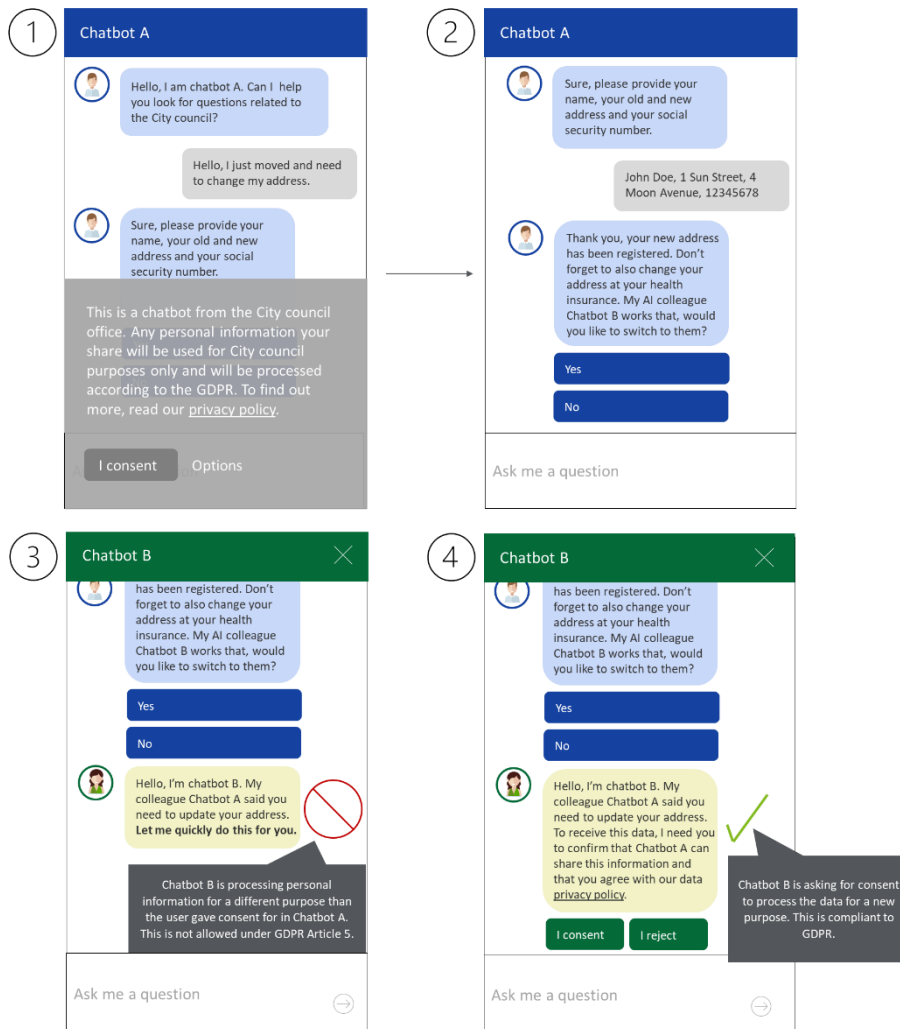 1
Chatbot A
Hello, I am chatbot A. Can I help
you look for questions related to
the City council?
Hello, I just moved and need
to change my address.
Sure, please provide your
name, your old and new
address and your social
security number.
This is a chatbot from the City council
office. Any personal information your
share will be used for City council
purposes only and will be processed
according to the GDPR. To find out
more, read our privacy policy.
I consent
Options
2
Chatbot A
Sure, please provide your
name, your old and new
address and your social
security number.
John Doe, 1 Sun Street, 4
Moon Avenue, 12345678
Thank you, your new address
has been registered. Don't
forget to also change your
address at your health
insurance. My AI colleague
Chatbot B works that, would
you like to switch to them?
Yes
No
Ask me a question
3
Chatbot B
has been registered. Don't
forget to also change your
address at your health
insurance. My AI colleague
Chatbot B works that, would
you like to switch to them?
Yes
No
Hello, I'm chatbot B. My
colleague Chatbot A said you
need to update your address.
Let me quickly do this for you.
Chatbot B is processing personal
information for a different purpose than
the user gave consent for in Chatbot A.
This is not allowed under GDPR Article 5.
Ask me a question
4
Chatbot B
has been registered. Don't
forget to also change your
address at your health
insurance. My AI colleague
Chatbot B works that, would
you like to switch to them?
Yes
No
Hello, I'm chatbot B. My
colleague Chatbot A said you
need to update your address.
To receive this data, I need you
to confirm that Chatbot A can
share this information and
that you agree with our data
privacy policy.
I consent
I reject
Chatbot B is asking for consent
to process the data for a new
purpose. This is compliant to
GDPR.
Ask me a question